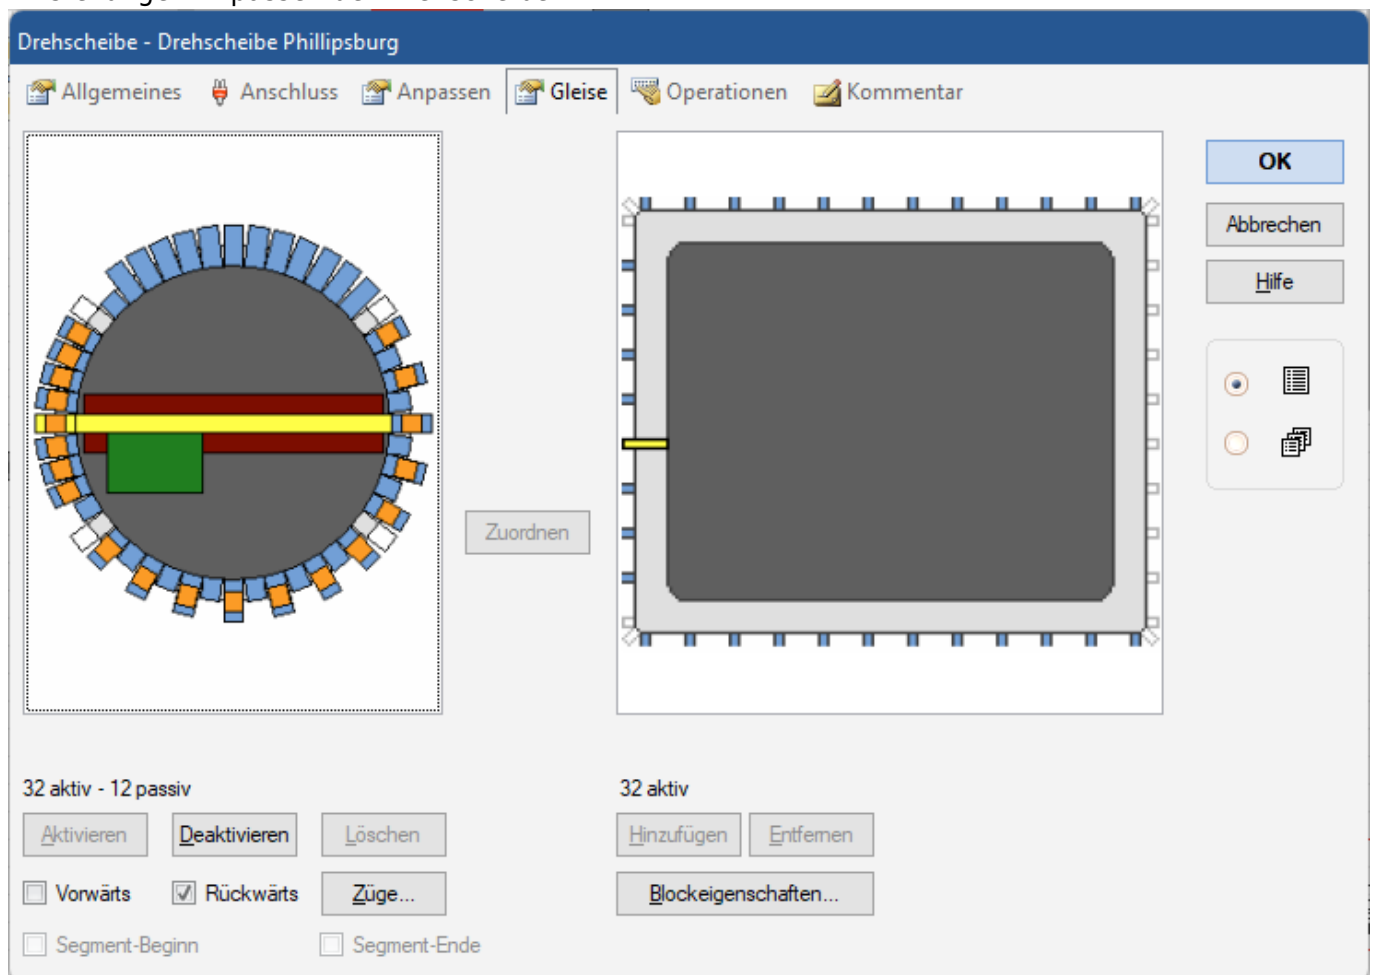 Drehscheibe - Drehscheibe Phillipsburg
Allgemeines Anschluss Anpassen Gleise Operationen Kommentar
OK
Abbrechen
Hilfe
Zuordnen
32 aktiv - 12 passiv
32 aktiv
Aktivieren Deaktivieren Löschen
Hinzufügen Entfernen
Vorwärts Rückwärts Züge...
Blockeigenschaften...
Segment-Beginn Segment-Ende